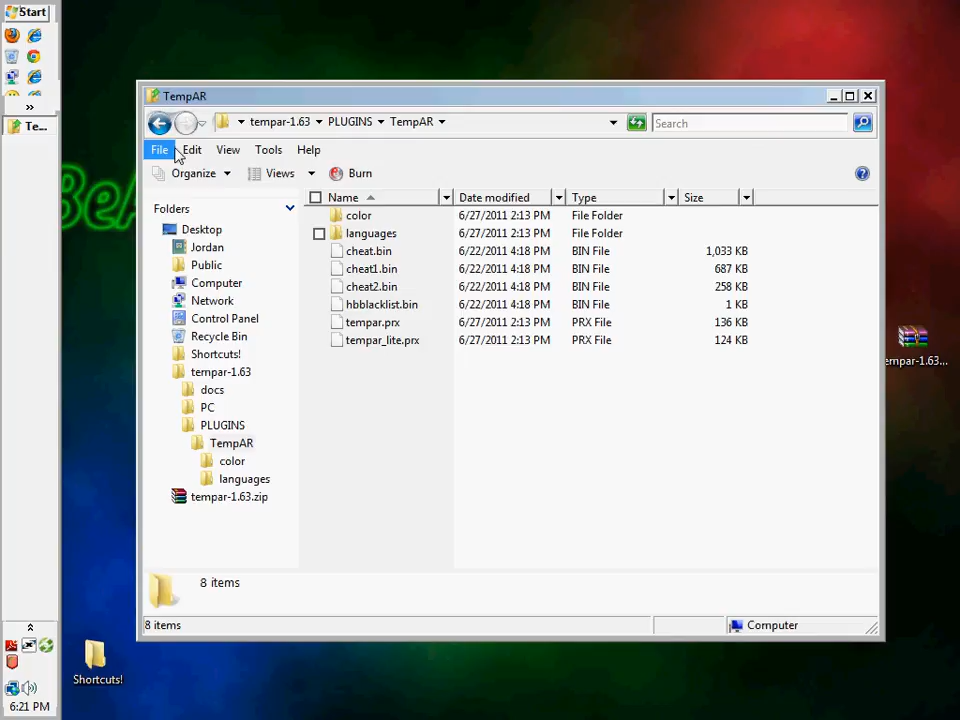 Start
TempAR
tempar-1.63 PLUGINS TempAR
Search
File Edit View Tools Help
Organize Views Burn
Te...
Folders
Name Date modified Type Size
Desktop
Jordan
Public
Computer
Network
Control Panel
Recycle Bin
Shortcuts!
tempar-1.63
docs
PC
PLUGINS
TempAR
color
languages
tempar-1.63.zip
color 6/27/2011 2:13 PM File Folder
languages 6/27/2011 2:13 PM File Folder
cheat.bin 6/22/2011 4:18 PM BIN File 1,033 KB
cheat1.bin 6/22/2011 4:18 PM BIN File 687 KB
cheat2.bin 6/22/2011 4:18 PM BIN File 258 KB
hbblacklist.bin 6/22/2011 4:18 PM BIN File 1 KB
tempar.prx 6/27/2011 2:13 PM PRX File 136 KB
tempar_lite.prx 6/27/2011 2:13 PM PRX File 124 KB
empar-1.63...
8 items
8 items
Computer
Shortcuts!
6:21 PM